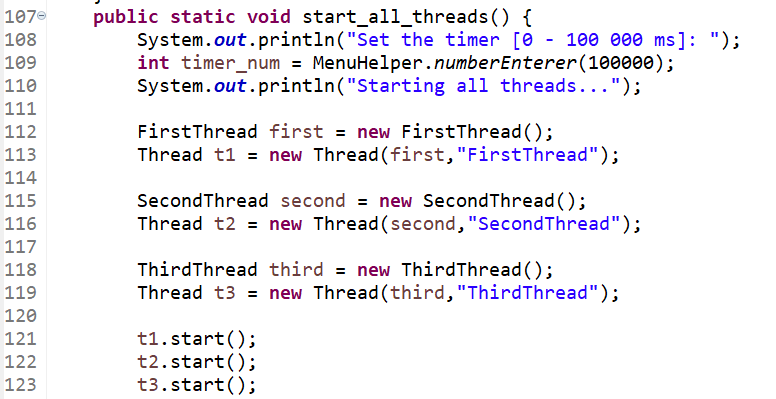 107 public static void start_all_threads() {
108 System.out.println("Set the timer [0 - 100 000 ms]: ");
109 int timer_num = MenuHelper.numberEnterer(100000);
110 System.out.println("Starting all threads...");
111
112 FirstThread first = new FirstThread();
113 Thread t1 = new Thread(first,"FirstThread");
114
115 SecondThread second = new SecondThread();
116 Thread t2 = new Thread(second,"SecondThread");
117
118 ThirdThread third = new ThirdThread();
119 Thread t3 = new Thread(third,"ThirdThread");
120
121 t1.start();
122 t2.start();
123 t3.start();